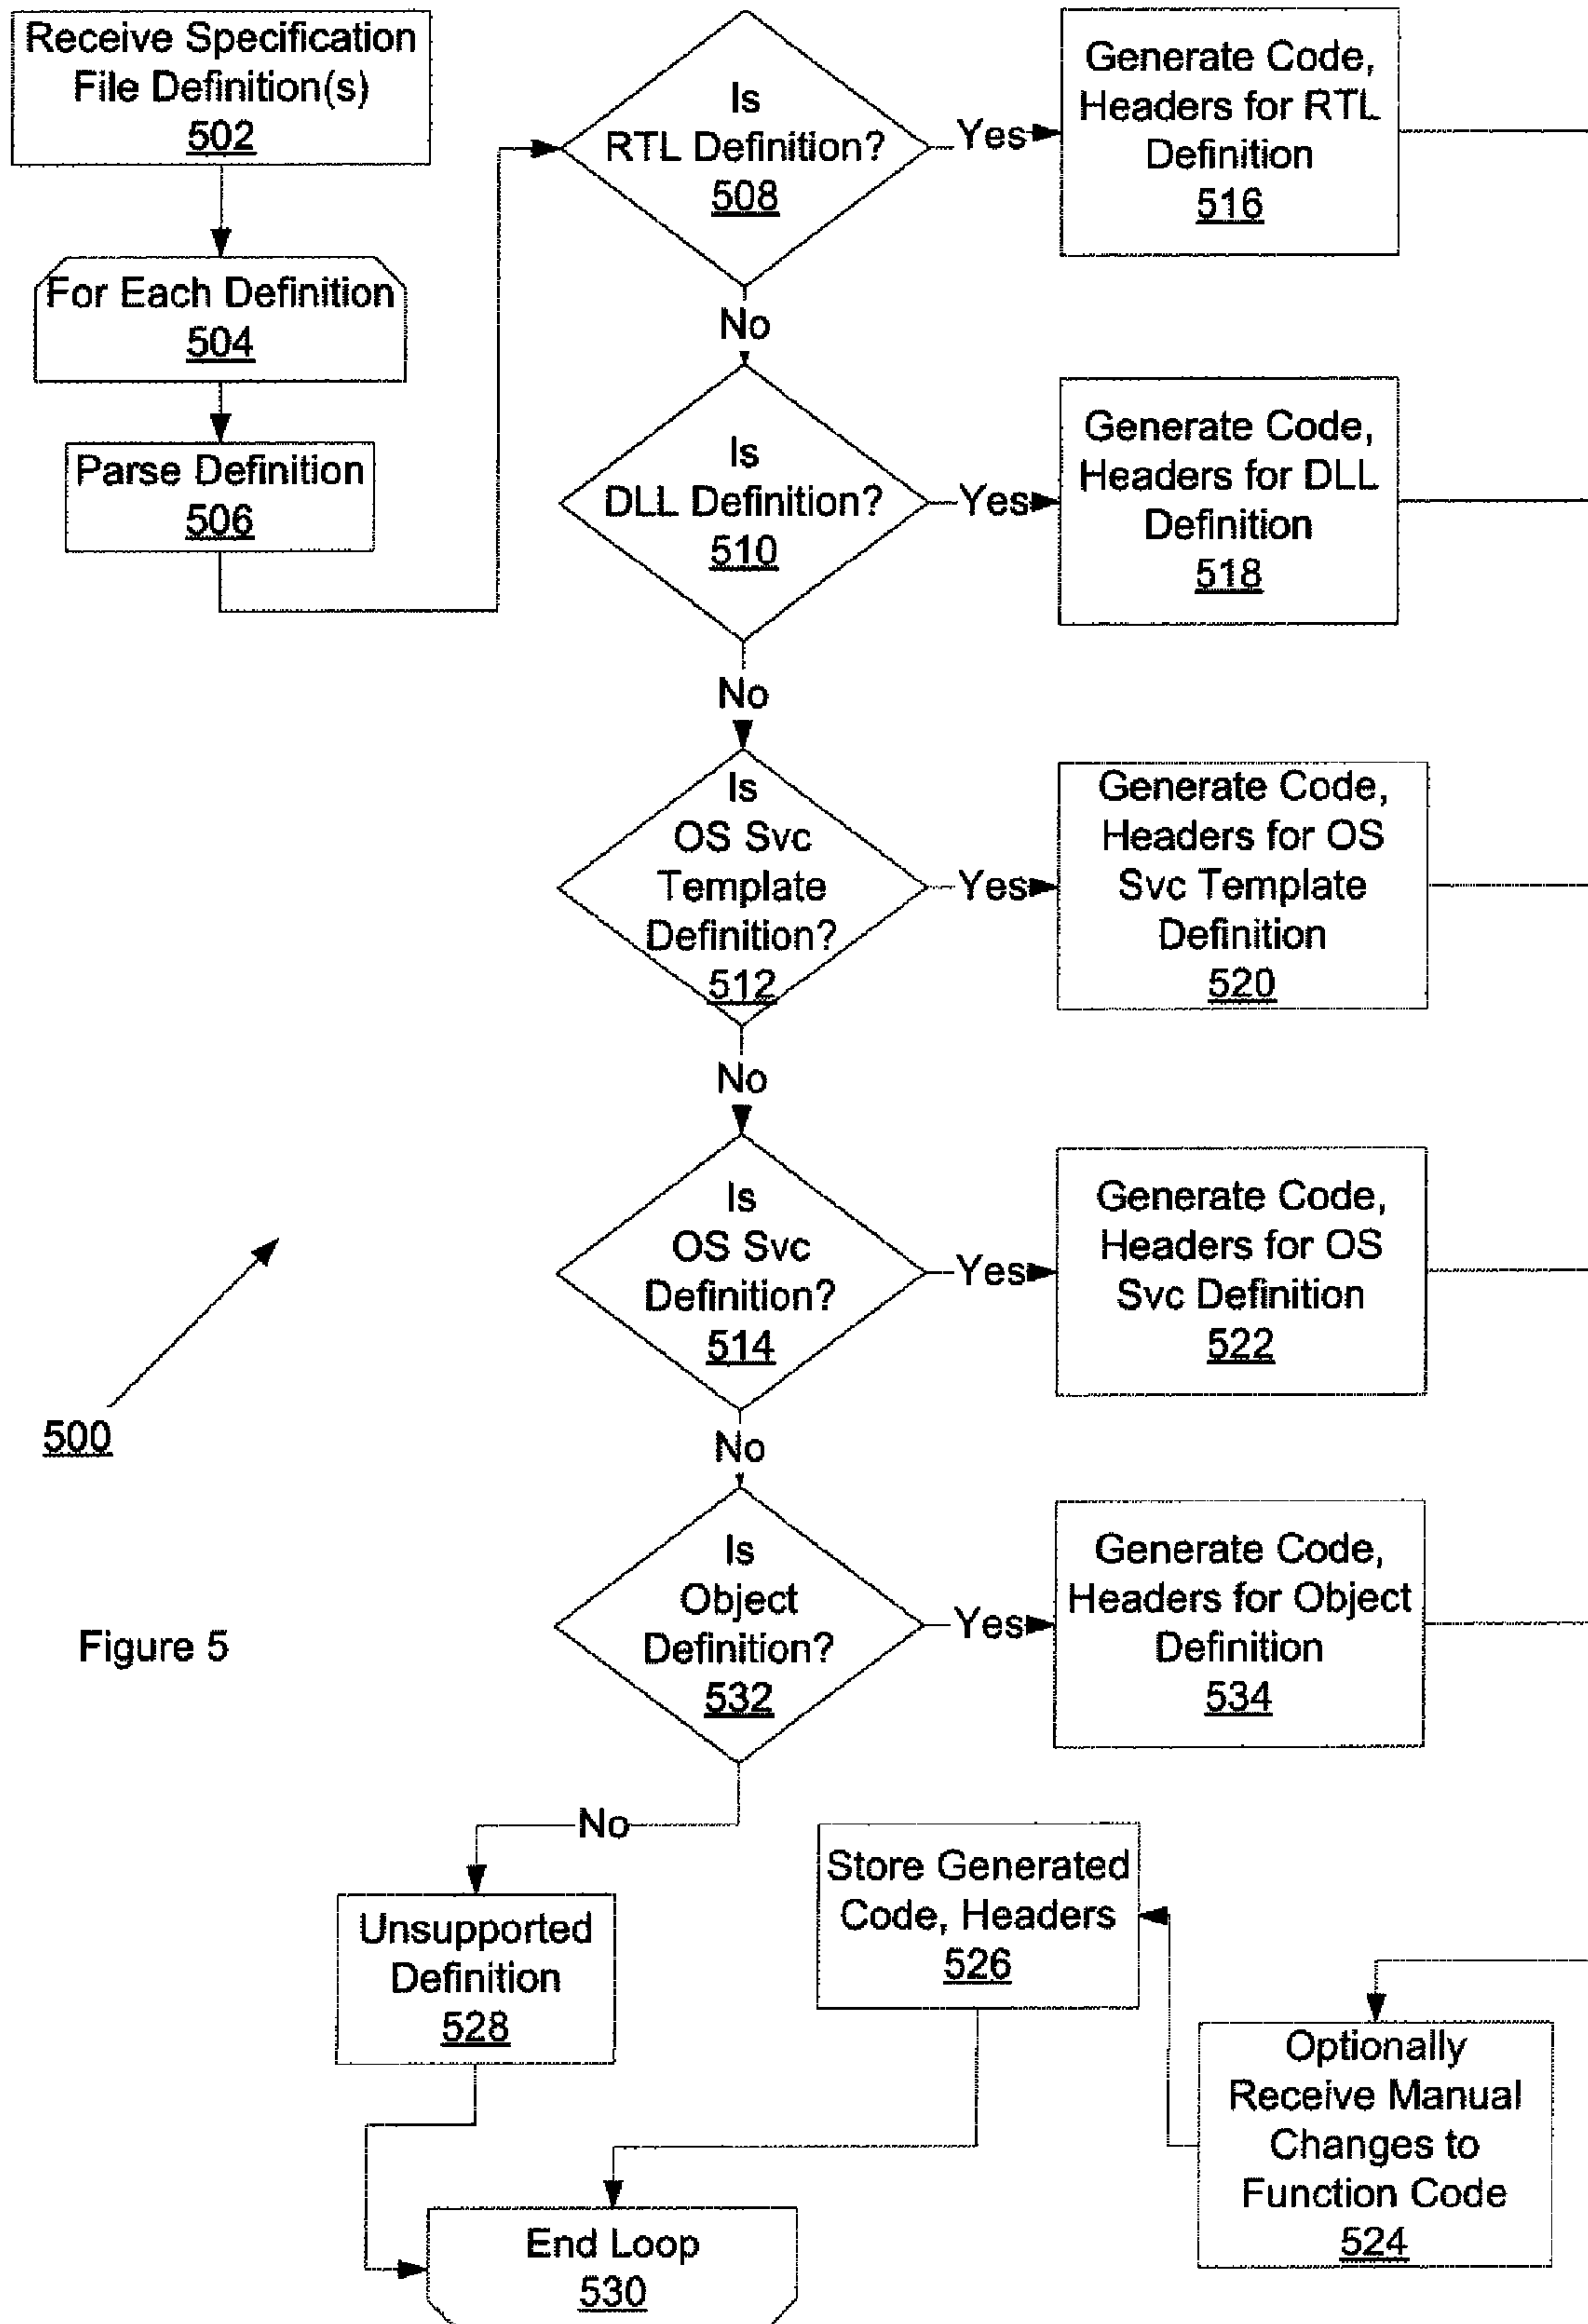 Receive Specification
File Definition(s)
502
For Each Definition
504
Parse Definition
506
Is
RTL Definition?
508
Yes
Generate Code,
Headers for RTL
Definition
516
No
Is
DLL Definition?
510
Yes
Generate Code,
Headers for DLL
Definition
518
No
Is
OS Svc
Template
Definition?
512
Yes
Generate Code,
Headers for OS
Svc Template
Definition
520
No
Is
OS Svc
Definition?
514
Yes
Generate Code,
Headers for OS
Svc Definition
522
500
No
Is
Object
Definition?
532
Yes
Generate Code,
Headers for Object
Definition
534
Figure 5
No
Unsupported
Definition
528
Store Generated
Code, Headers
526
Optionally
Receive Manual
Changes to
Function Code
524
End Loop
530